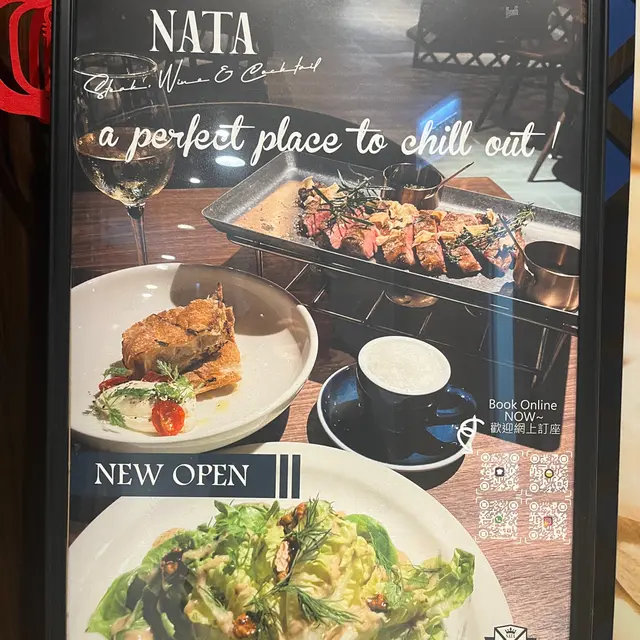 NATA
Steak, Wine & Cocktail
a perfect place to chill out !
Book Online
NOW~
歡迎網上訂座
NEW OPEN